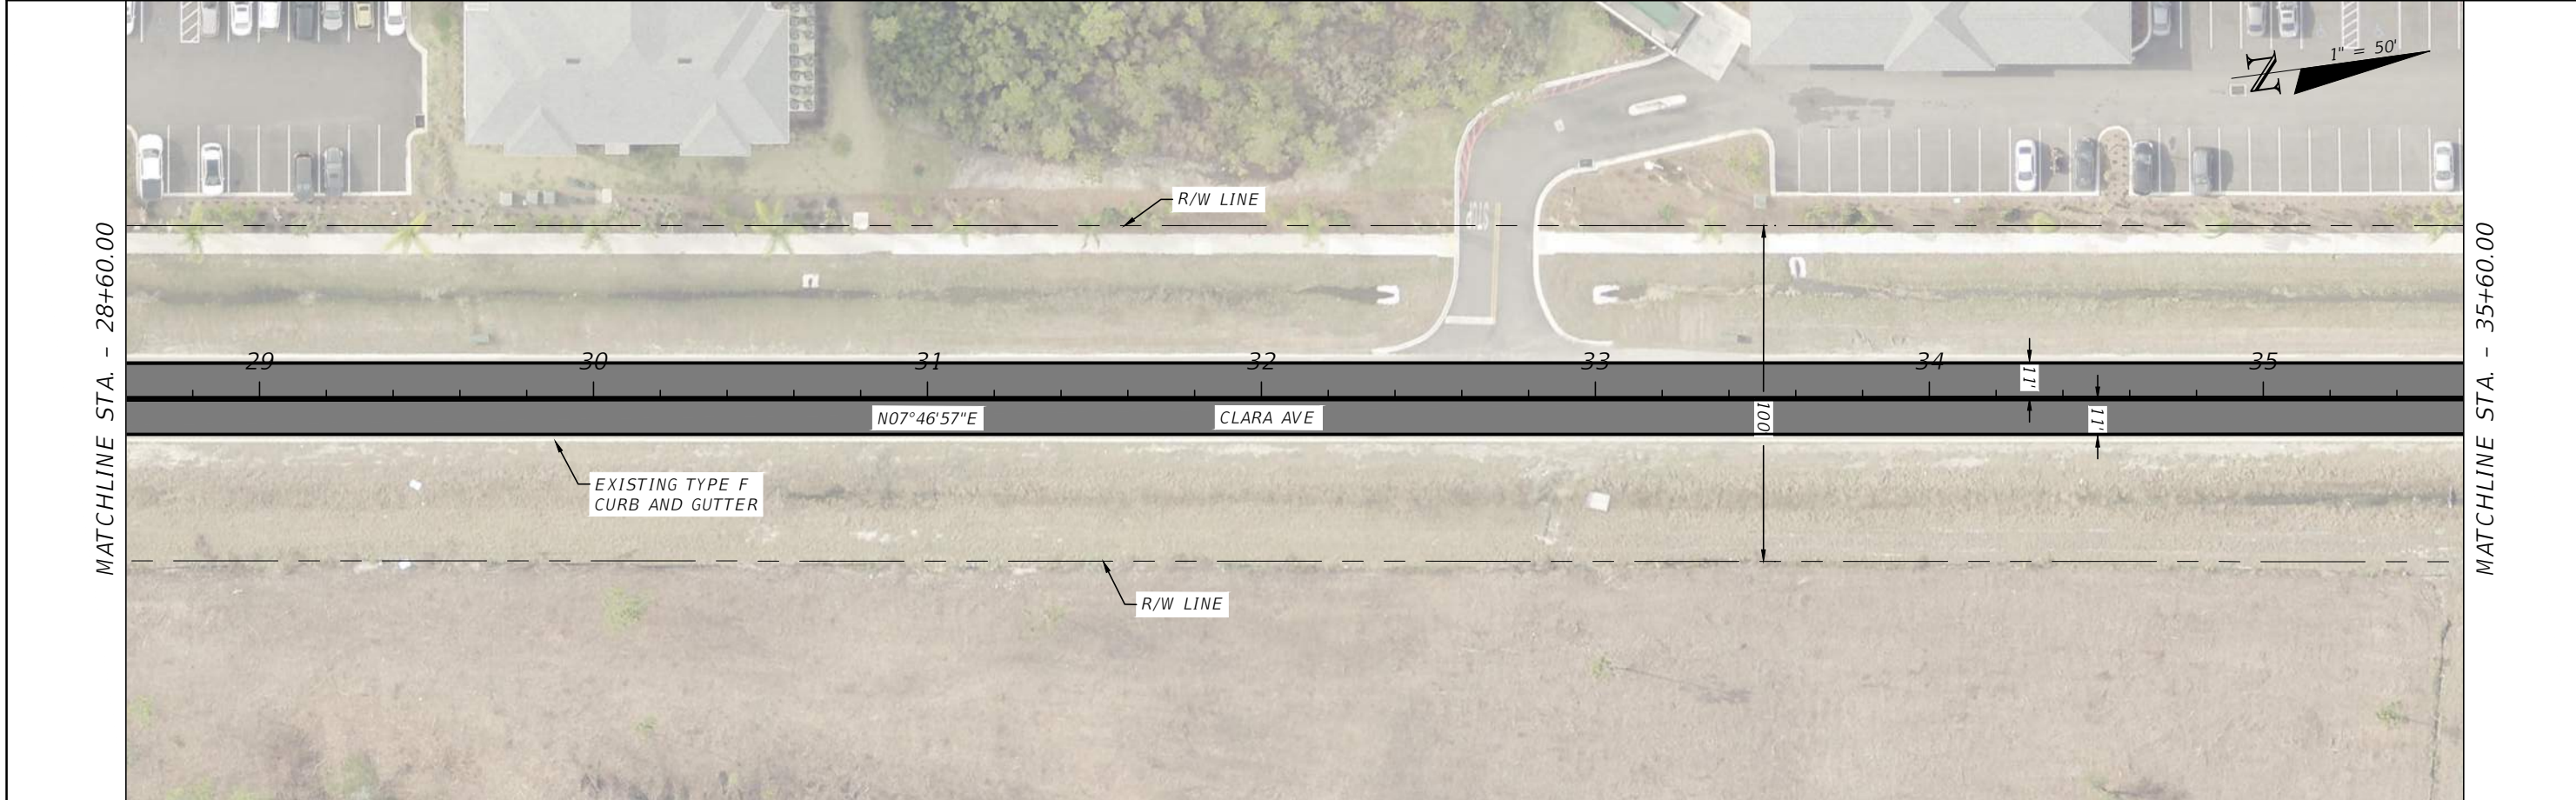 1" = 50'
N
R/W LINE
MATCHLINE STA. - 28+60.00
MATCHLINE STA. - 35+60.00
29 30 31 32 33 34 35
11'
11'
100'
N07°46'57"E
CLARA AVE
EXISTING TYPE F
CURB AND GUTTER
R/W LINE